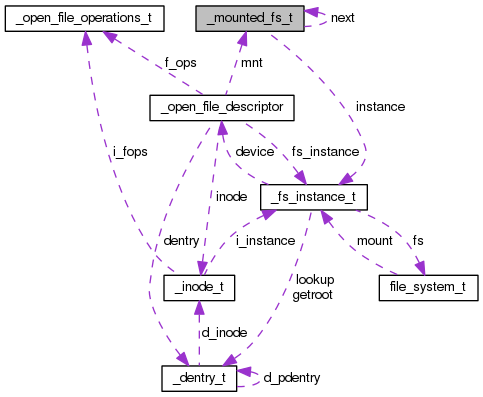 _open_file_operations_t
_mounted_fs_t
next
f_ops
mnt
instance
_open_file_descriptor
i_fops
device
fs_instance
inode
_fs_instance_t
dentry
i_instance
mount
fs
lookup
getroot
_inode_t
file_system_t
d_inode
_dentry_t
d_pdentry